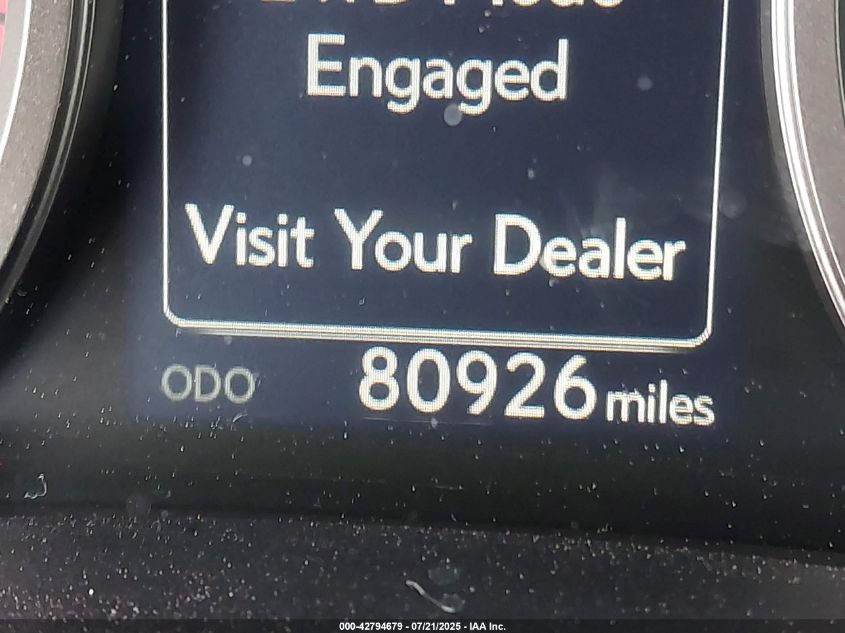 Engaged
Visit Your Dealer
ODO 80926 miles
000-42794679 - 07/21/2025 - IAA Inc.